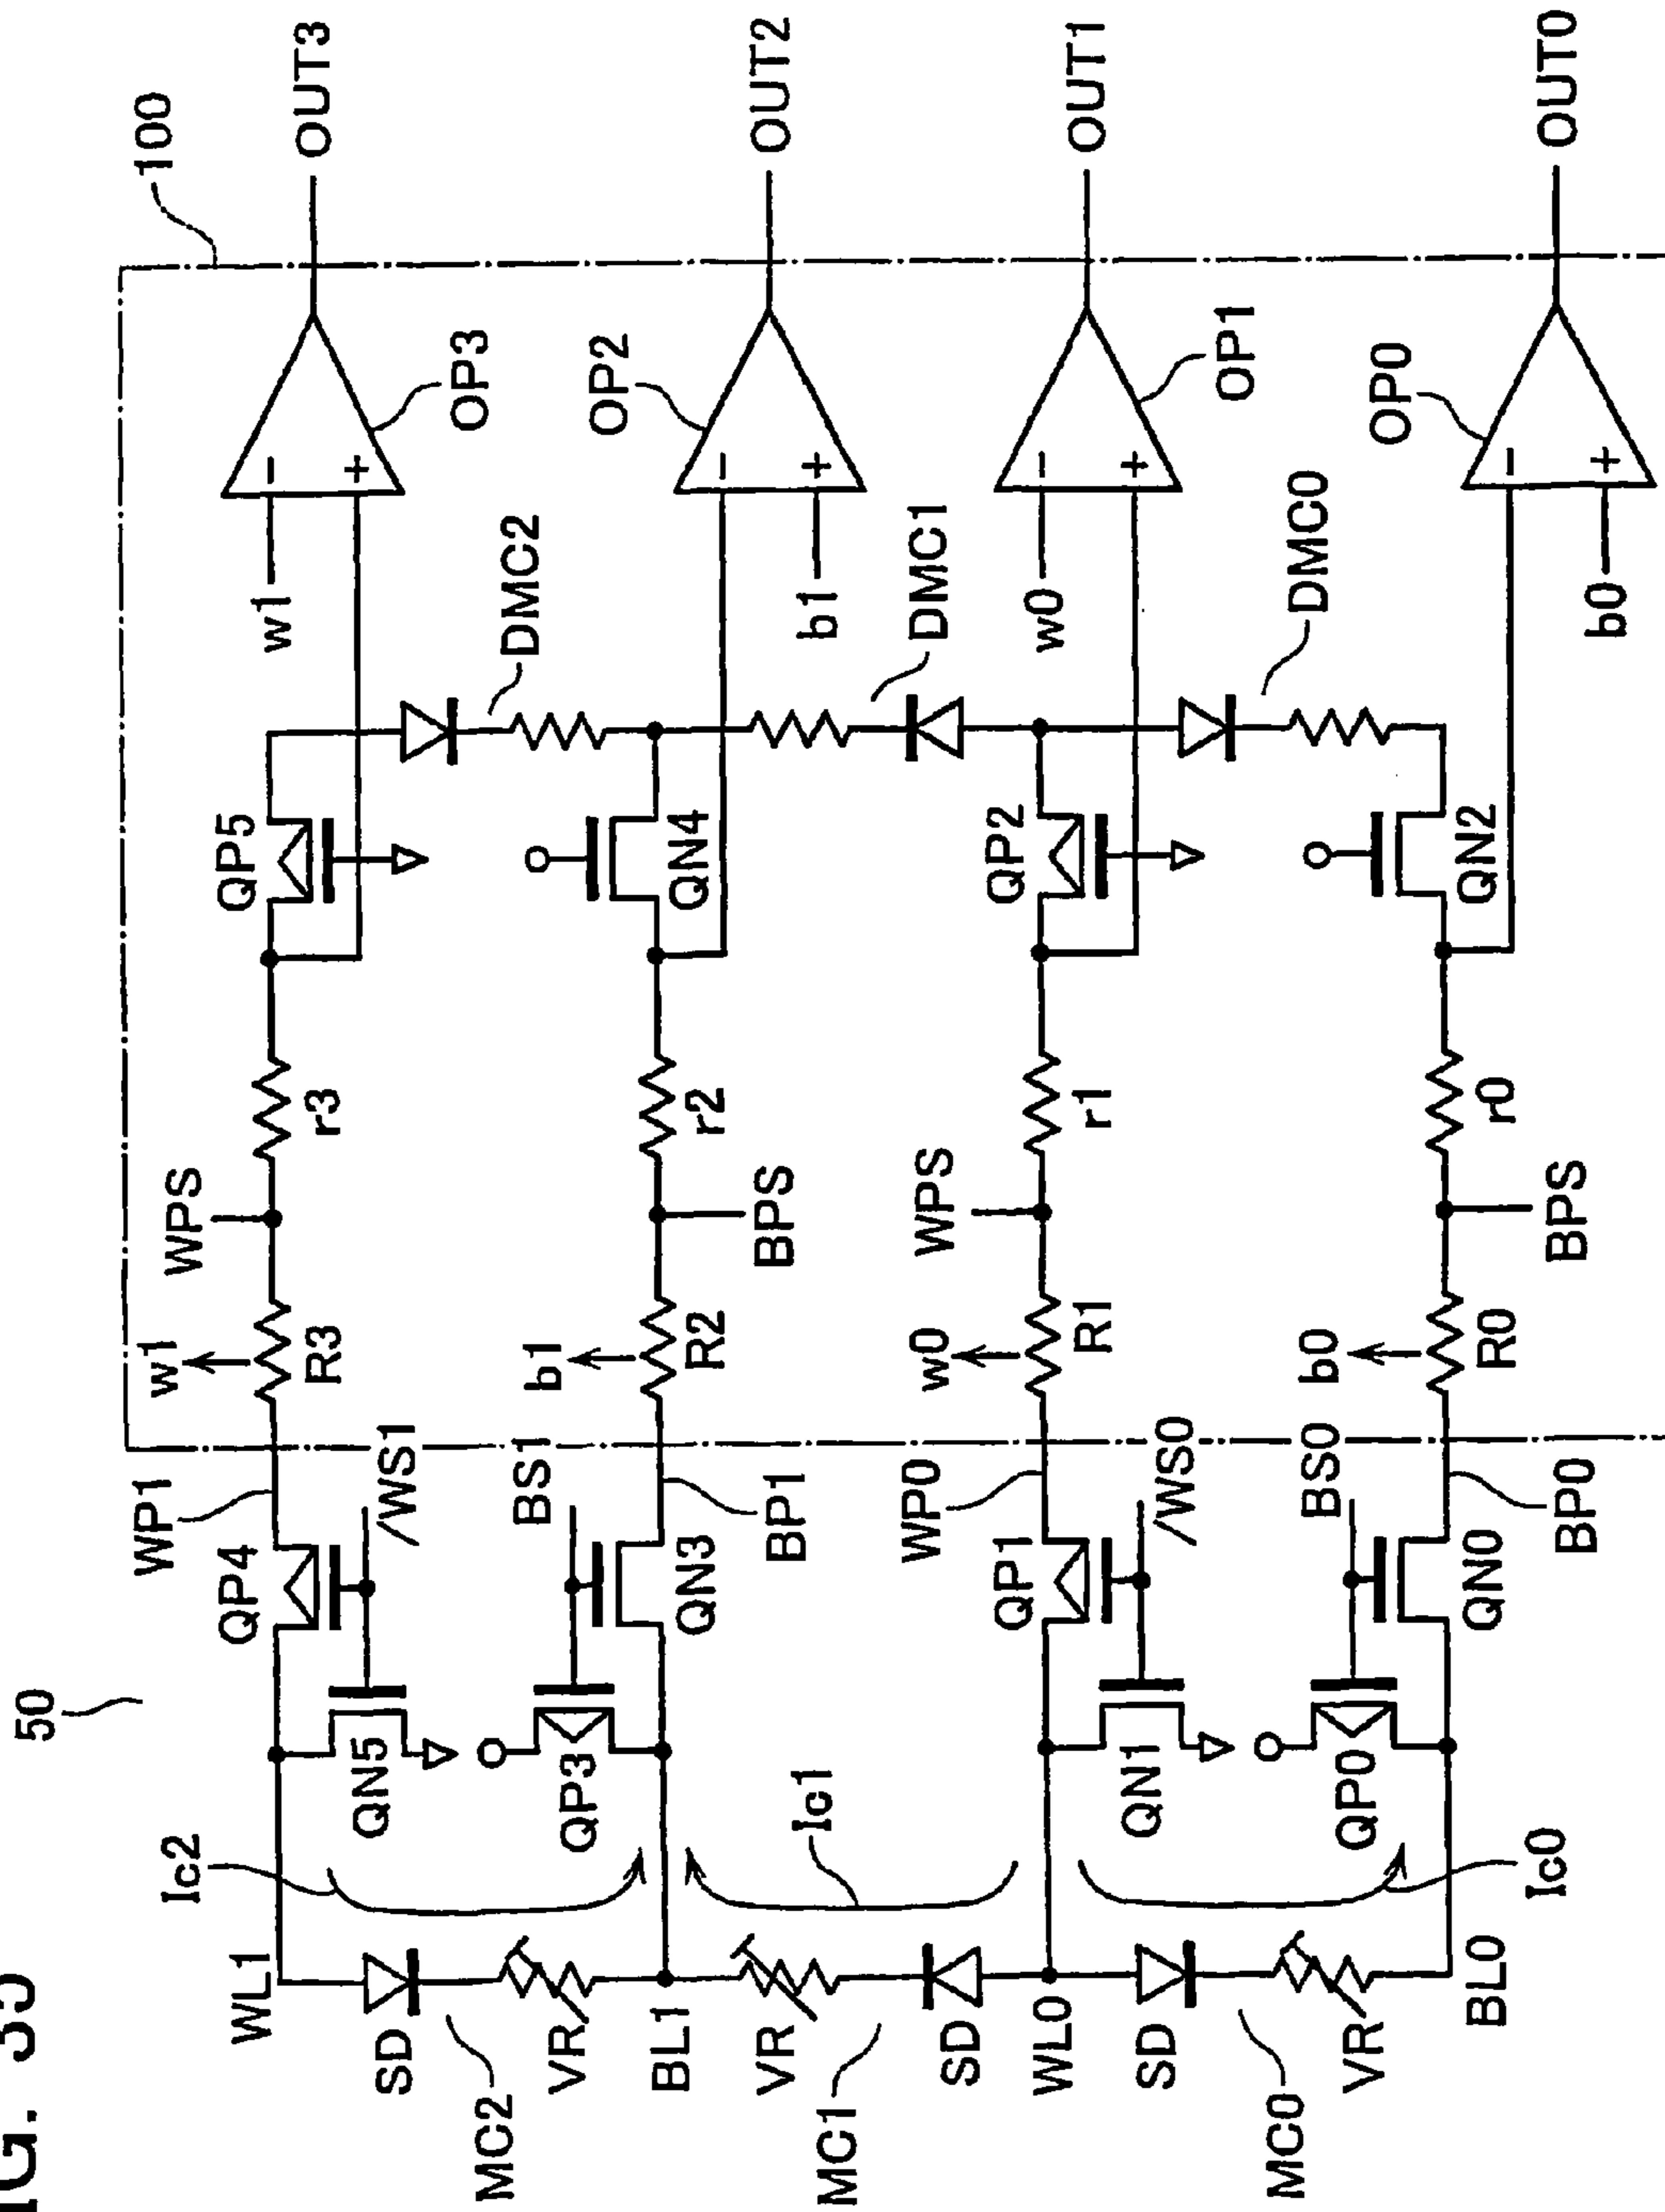 G. 35
50
WP1
w1
100
Ic2
WPS
WL1
QP4
QP5
w1
OUT3
R3
r3
QN5
SD
/WS1
OP3
MC2
DMC2
BS1
b1
VR
QP3
OP2
BL1
QN3
QN4
R2
r2
BPS
OUT2
VR
BP1
Ic1
b1
MC1
WP0
w0
WPS
DMC1
SD
QP1
QP2
w0
WL0
OUT1
R1
r1
QN1
SD
/WS0
OP1
MC0
DMC0
BS0
b0
VR
QP0
OP0
BL0
QN0
QN2
R0
r0
Ic0
OUT0
BPS
BP0
b0